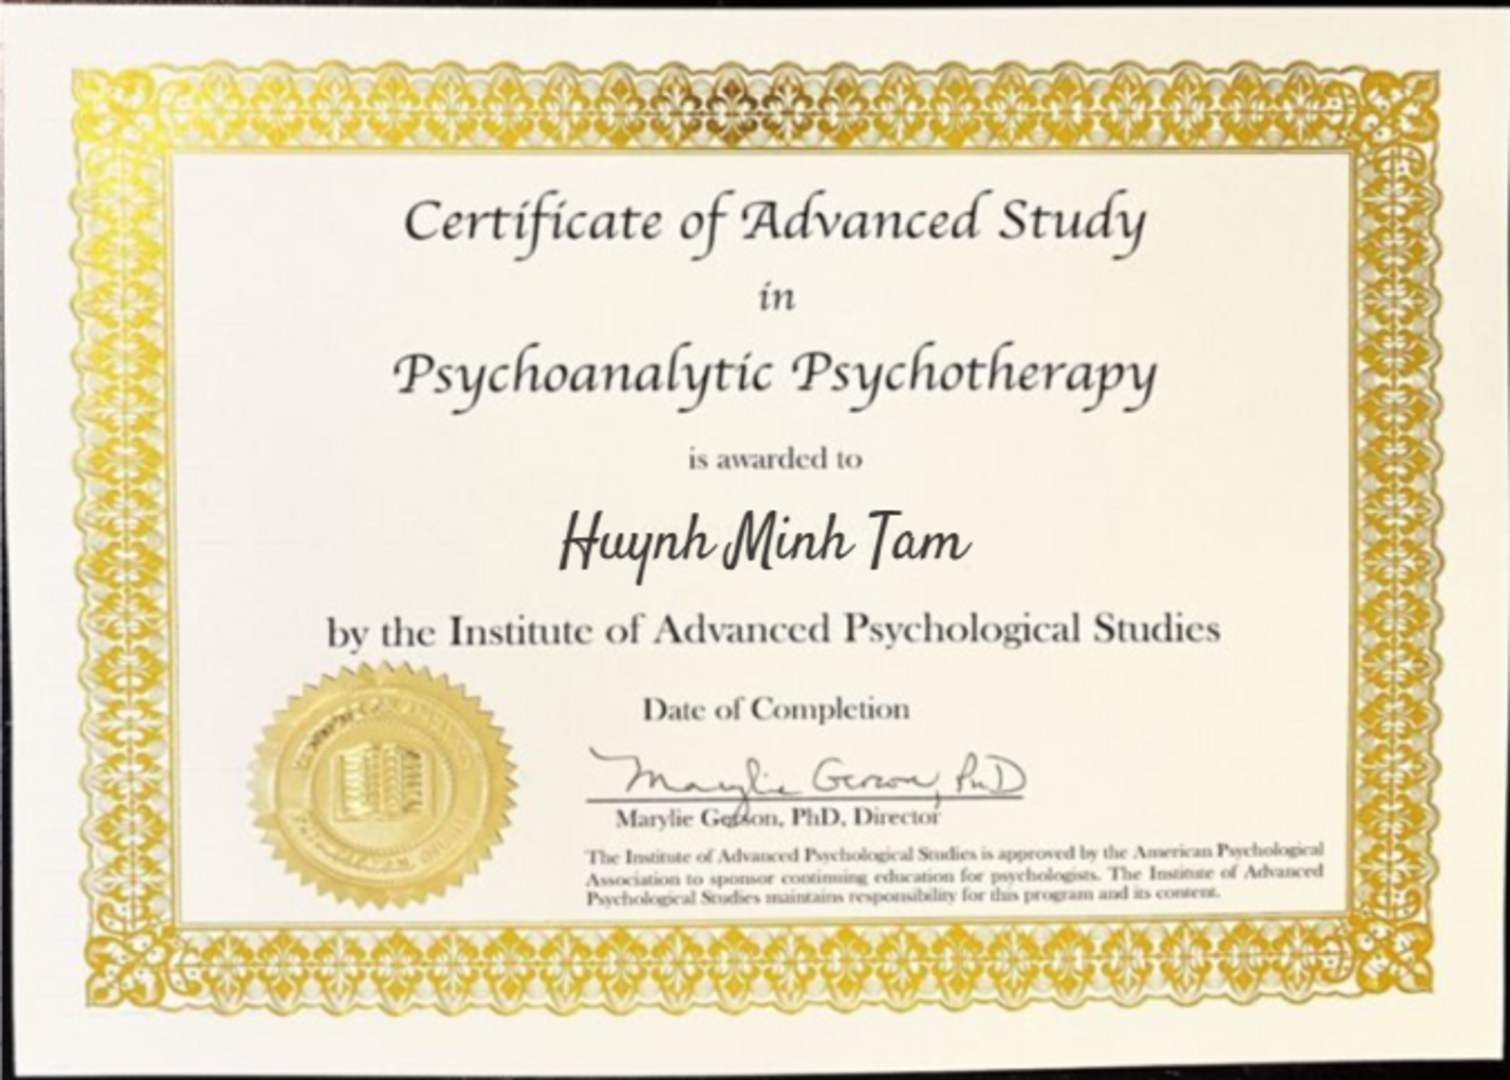 Certificate of Advanced Study
in
Psychoanalytic Psychotherapy
is awarded to
Huynh Minh Tam
by the Institute of Advanced Psychological Studies
Date of Completion
Marylie Gerson, PhD
Marylie Gerson, PhD, Director
The Institute of Advanced Psychological Studies is approved by the American Psychological
Association to sponsor continuing education for psychologists. The Institute of Advanced
Psychological Studies maintains responsibility for this program and its content.